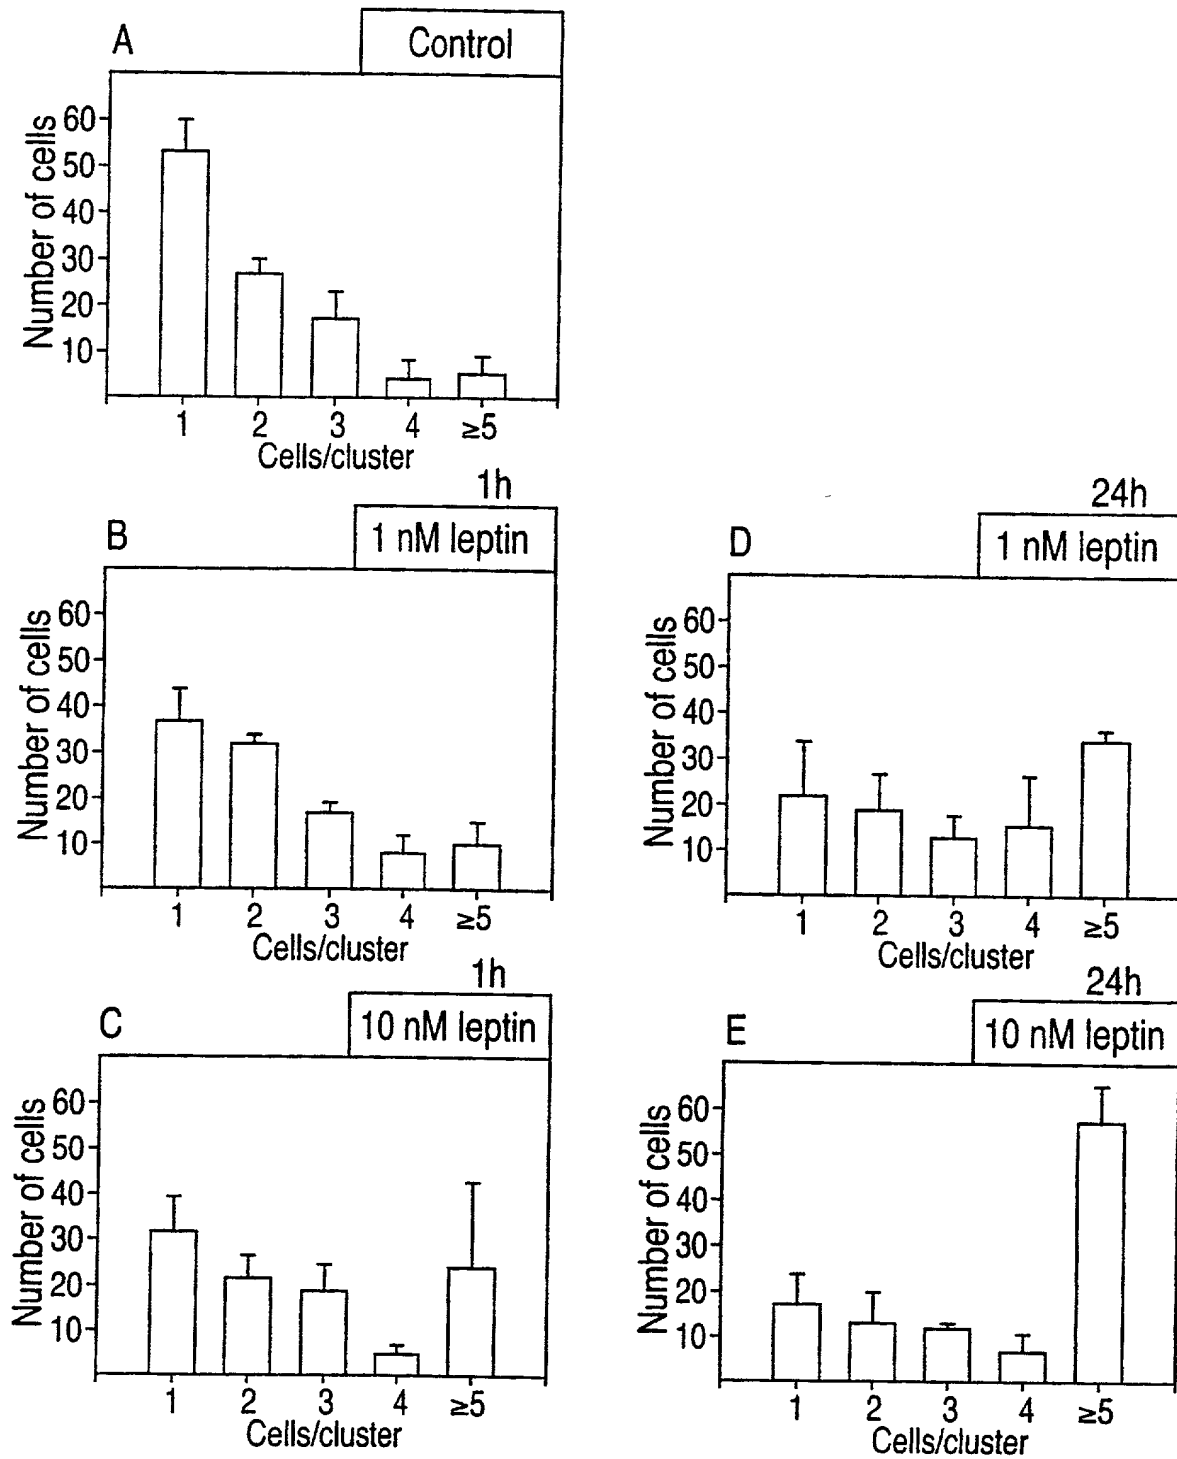 A
Control
Number of cells
60
50
40
30
20
10
1 2 3 4 ≥5
Cells/cluster
1h
B
1 nM leptin
Number of cells
60
50
40
30
20
10
1 2 3 4 ≥5
Cells/cluster
24h
D
1 nM leptin
Number of cells
60
50
40
30
20
10
1 2 3 4 ≥5
Cells/cluster
1h
C
10 nM leptin
Number of cells
60
50
40
30
20
10
1 2 3 4 ≥5
Cells/cluster
24h
E
10 nM leptin
Number of cells
60
50
40
30
20
10
1 2 3 4 ≥5
Cells/cluster